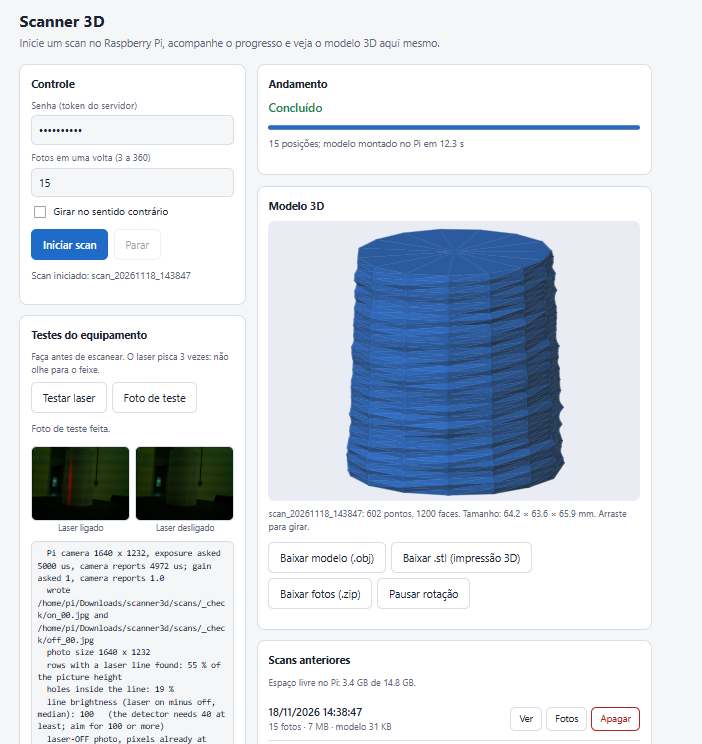 Scanner 3D
Inicie um scan no Raspberry Pi, acompanhe o progresso e veja o modelo 3D aqui mesmo.
Controle
Senha (token do servidor)
••••••••••
Fotos em uma volta (3 a 360)
15
Girar no sentido contrário
Iniciar scan
Parar
Scan iniciado: scan_20261118_143847
Testes do equipamento
Faça antes de escanear. O laser pisca 3 vezes: não
olhe para o feixe.
Testar laser
Foto de teste
Foto de teste feita.
Laser ligado
Laser desligado
Pi camera 1640 x 1232, exposure asked
5000 us, camera reports 4972 us; gain
asked 1, camera reports 1.0
wrote
/home/pi/Downloads/scanner3d/scans/_chec
k/on_00.jpg and
/home/pi/Downloads/scanner3d/scans/_chec
k/off_00.jpg
photo size 1640 x 1232
rows with a laser line found: 55 % of
the picture height
holes inside the line: 19 %
line brightness (laser on minus off,
median): 100 (the detector needs 40 at
least; aim for 100 or more)
laser-OFF photo, pixels already at
Andamento
Concluído
15 posições; modelo montado no Pi em 12.3 s
Modelo 3D
scan_20261118_143847: 602 pontos, 1200 faces. Tamanho: 64.2 × 63.6 × 65.9 mm. Arraste
para girar.
Baixar modelo (.obj)
Baixar .stl (impressão 3D)
Baixar fotos (.zip)
Pausar rotação
Scans anteriores
Espaço livre no Pi: 3.4 GB de 14.8 GB.
18/11/2026 14:38:47
15 fotos · 7 MB · modelo 31 KB
Ver
Fotos
Apagar